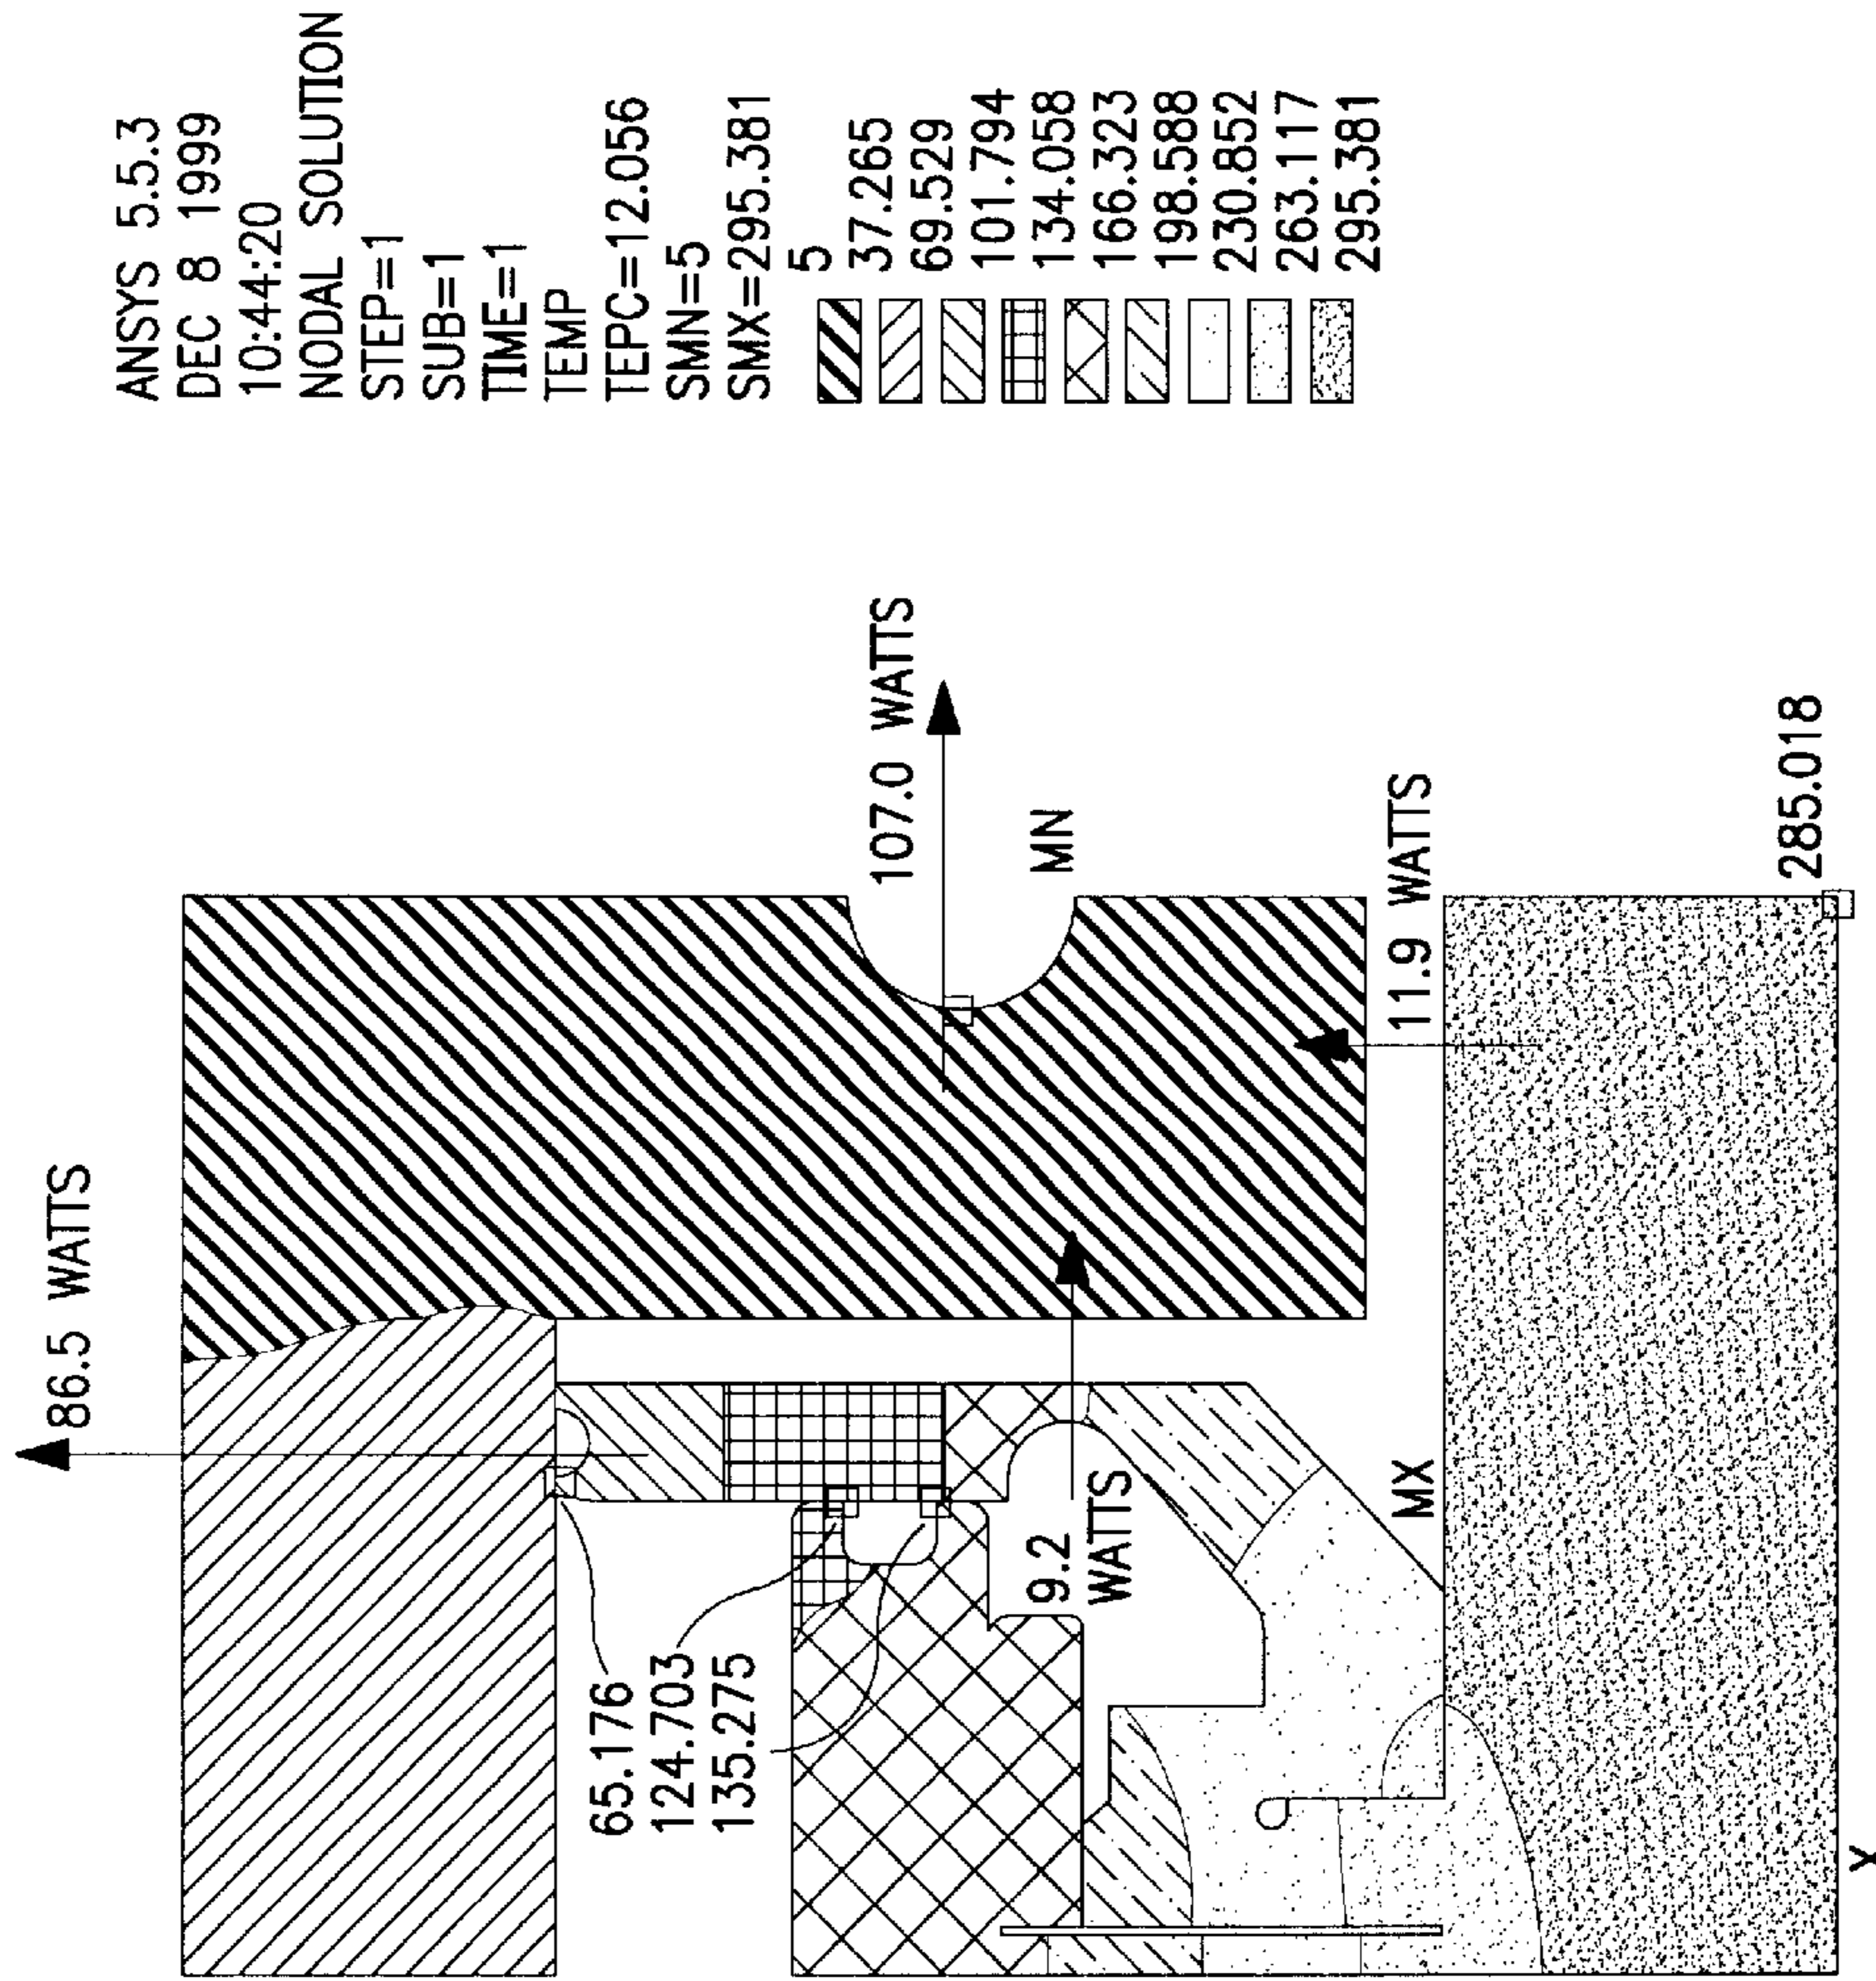 ANSYS 5.5.3
DEC 8 1999
10:44:20
NODAL SOLUTION
STEP=1
SUB=1
TIME=1
TEMP
TEPC=12.056
SMN=5
SMX=295.381
5
37.265
69.529
101.794
134.058
166.323
198.588
230.852
263.117
295.381
86.5 WATTS
107.0 WATTS
MN
11.9 WATTS
285.018
65.176
124.703
135.275
9.2
WATTS
MX
X